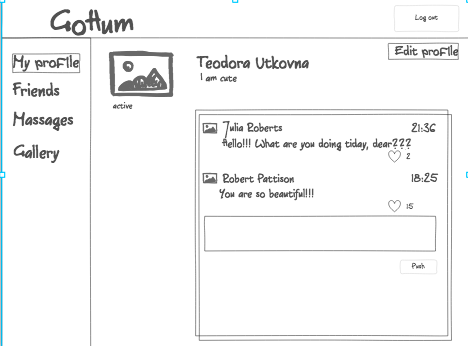 GoHum
Log out
My profile
Edit profile
Teodora Utkovna
I am cute
Friends
active
Massages
Gallery
Julia Roberts 21:36
Hello!!! What are you doing tiday, dear???
2
Robert Pattison 18:25
You are so beautiful!!!
15
Push